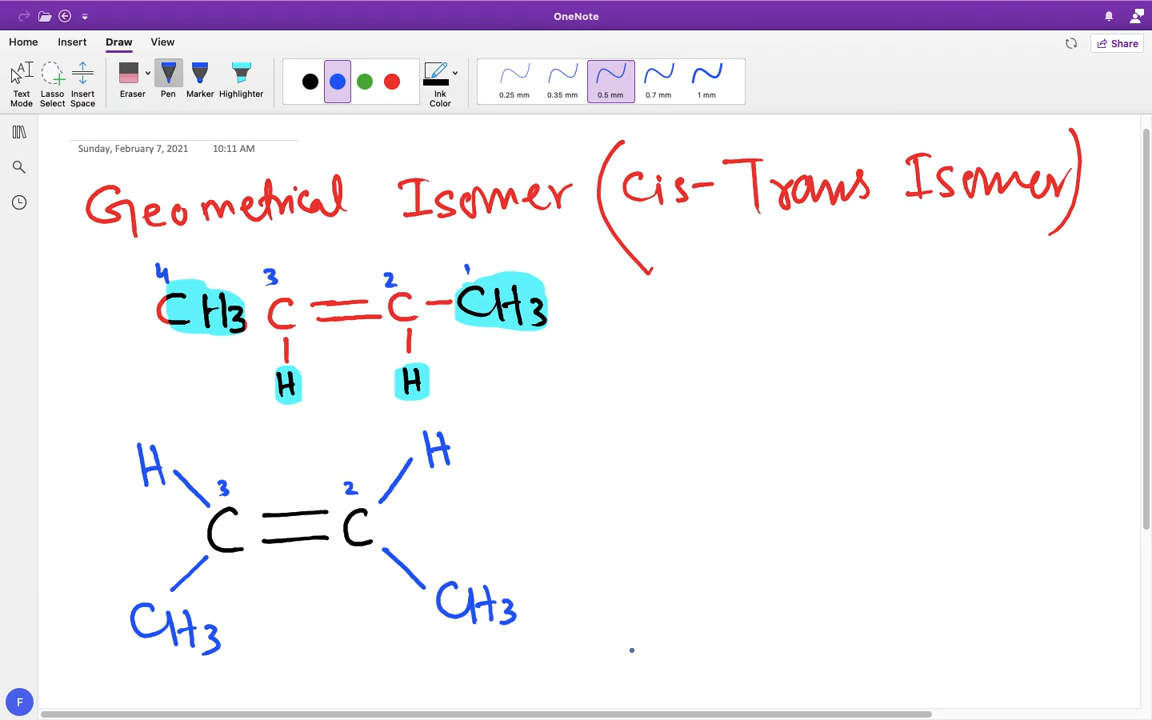 OneNote
Home Insert Draw View
Share
Text Mode Lasso Select Insert Space Eraser Pen Marker Highlighter Ink Color 0.25 mm 0.35 mm 0.5 mm 0.7 mm 1 mm
Sunday, February 7, 2021 10:11 AM
Geometrical Isomer (Cis-Trans Isomer)
4 3 2 1
CH3 C = C - CH3
H H
H H
3 2
C = C
CH3 CH3
F